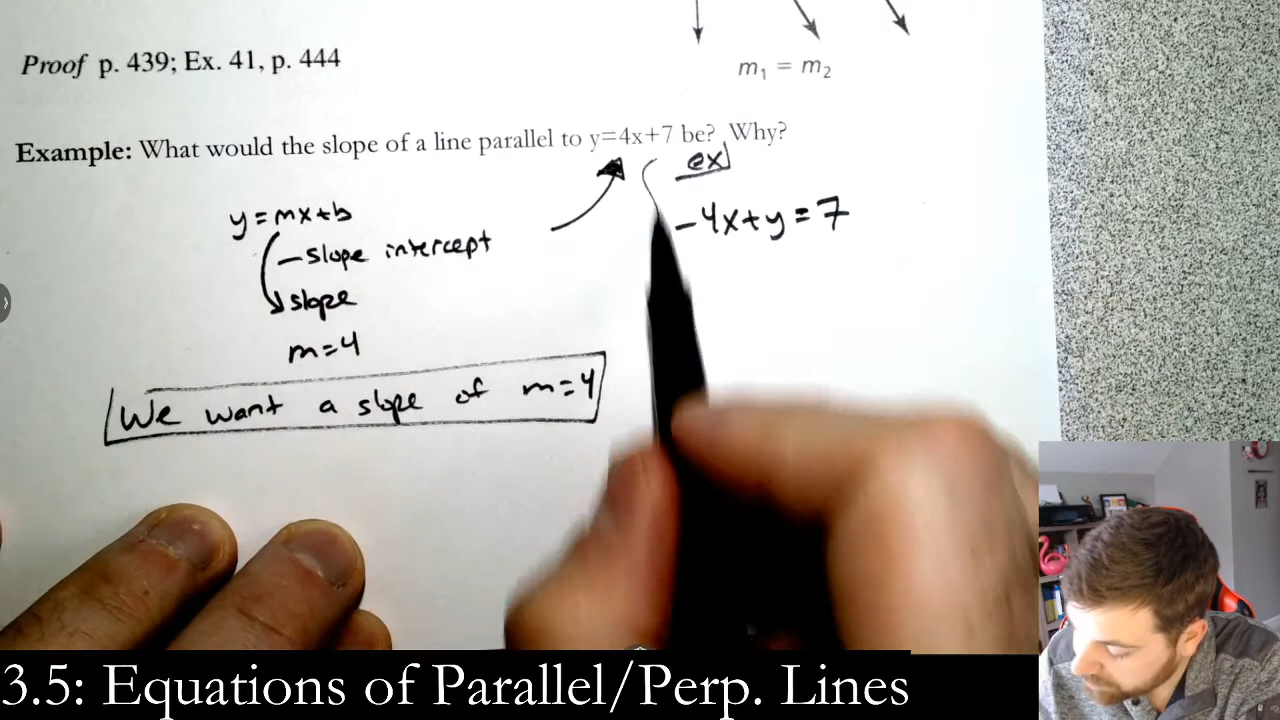 Proof p. 439; Ex. 41, p. 444
m₁ = m₂
Example: What would the slope of a line parallel to y=4x+7 be? Why?
y=mx+b
—slope intercept
slope
m=4
We want a slope of m=4
ex
-4x+y=7
3.5: Equations of Parallel/Perp. Lines